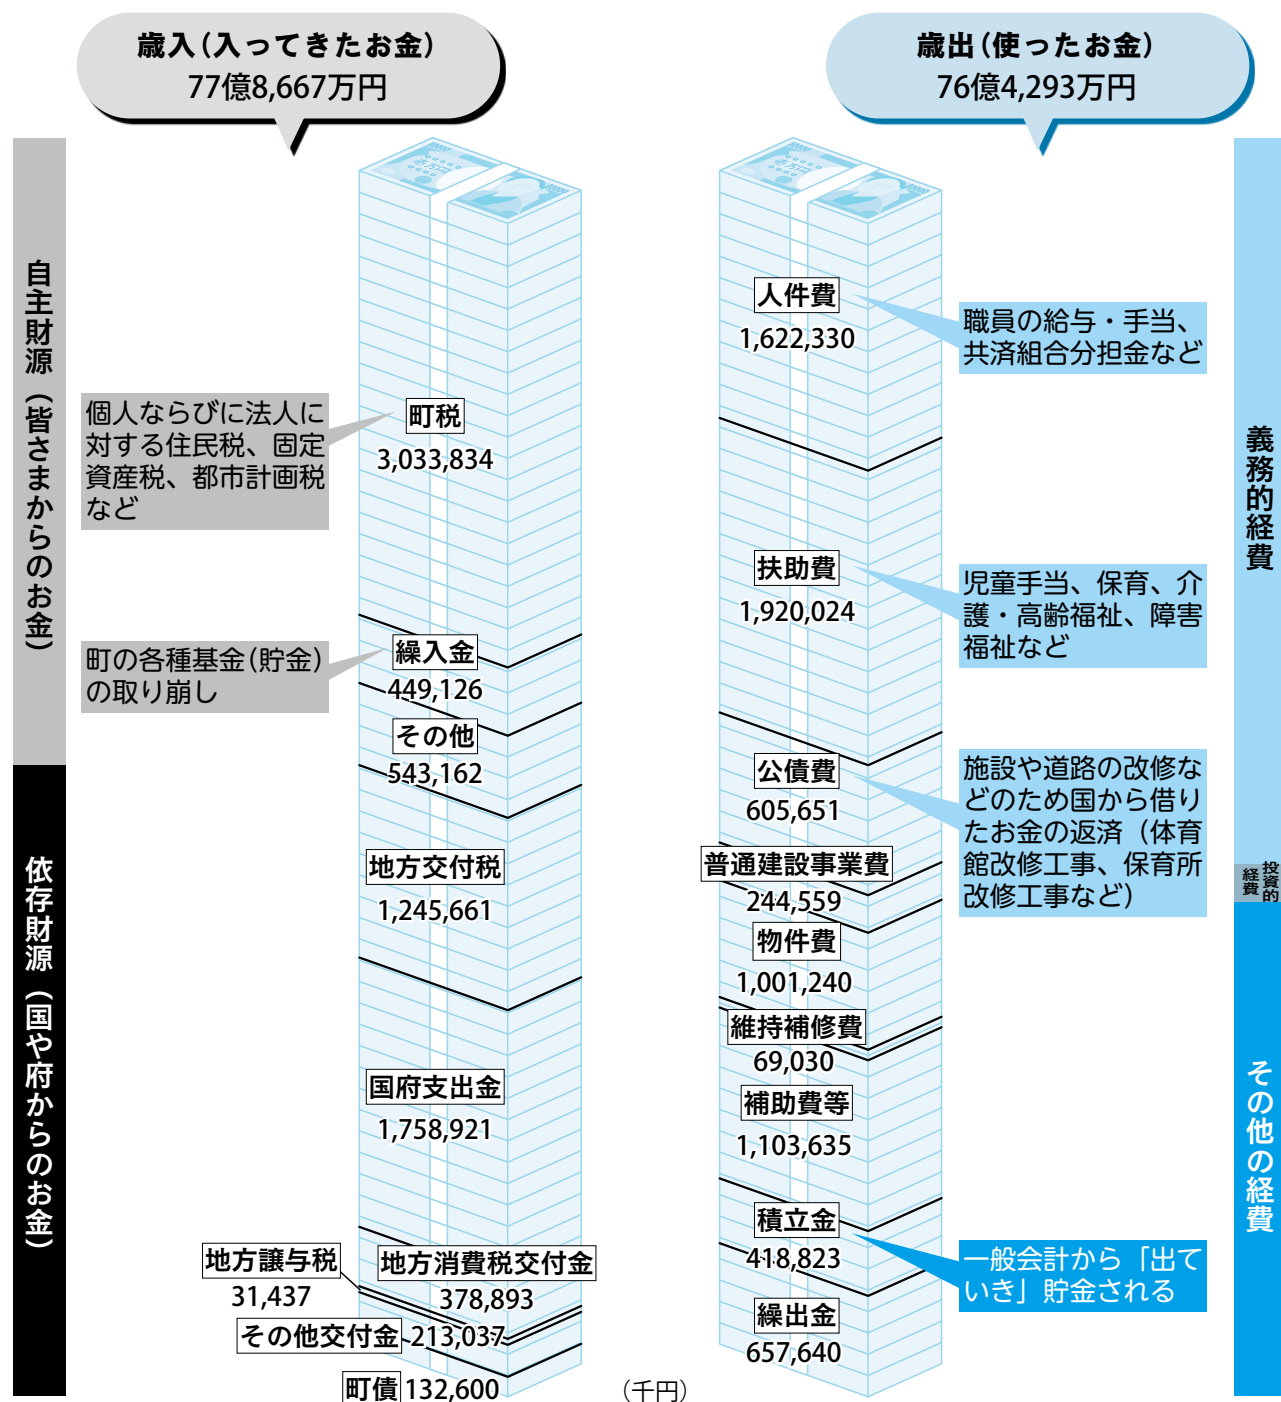 歳入(入ってきたお金)
77億8,667万円
歳出(使ったお金)
76億4,293万円
自主財源(皆さまからのお金)
依存財源(国や府からのお金)
個人ならびに法人に
対する住民税、固定
資産税、都市計画税
など
町の各種基金(貯金)
の取り崩し
町税
3,033,834
繰入金
449,126
その他
543,162
地方交付税
1,245,661
国府支出金
1,758,921
地方譲与税
31,437
地方消費税交付金
378,893
その他交付金 213,037
町債 132,600
(千円)
人件費
1,622,330
扶助費
1,920,024
公債費
605,651
普通建設事業費
244,559
物件費
1,001,240
維持補修費
69,030
補助費等
1,103,635
積立金
418,823
繰出金
657,640
職員の給与・手当、
共済組合分担金など
児童手当、保育、介
護・高齢福祉、障害
福祉など
施設や道路の改修な
どのため国から借り
たお金の返済(体育
館改修工事、保育所
改修工事など)
一般会計から「出て
いき」貯金される
義務的経費
投資的
経費
その他の経費